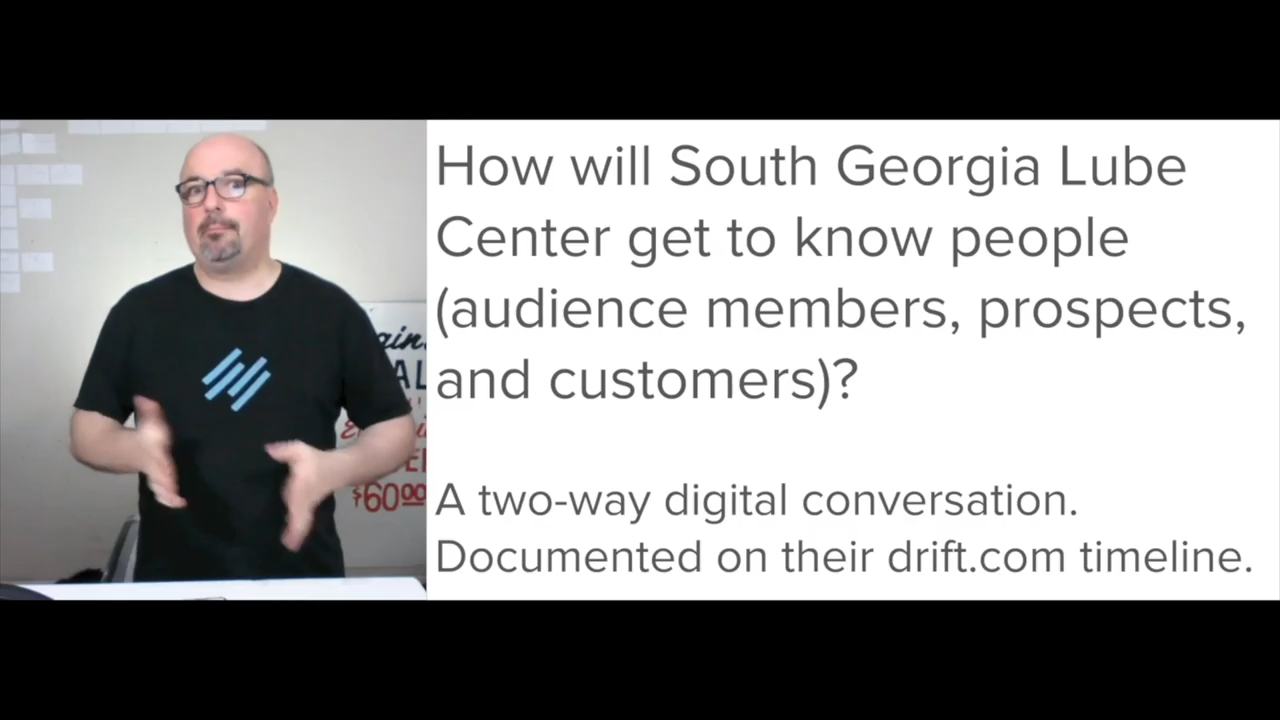 How will South Georgia Lube
Center get to know people
(audience members, prospects,
and customers)?
A two-way digital conversation.
Documented on their drift.com timeline.
$60 00